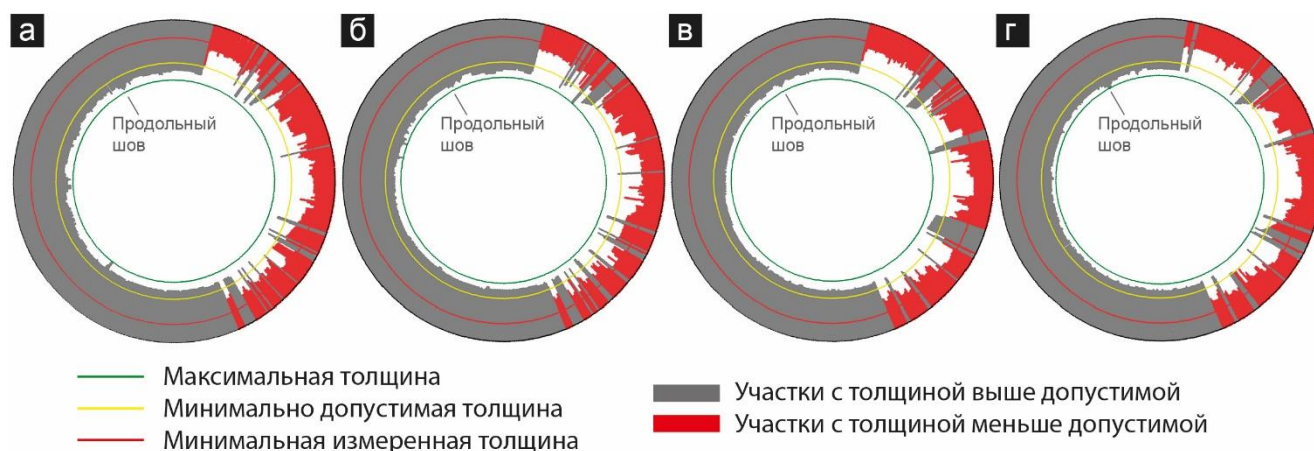 а
б
в
г
Продольный
шов
Продольный
шов
Продольный
шов
Продольный
шов
Максимальная толщина
Минимально допустимая толщина
Минимальная измеренная толщина
Участки с толщиной выше допустимой
Участки с толщиной меньше допустимой